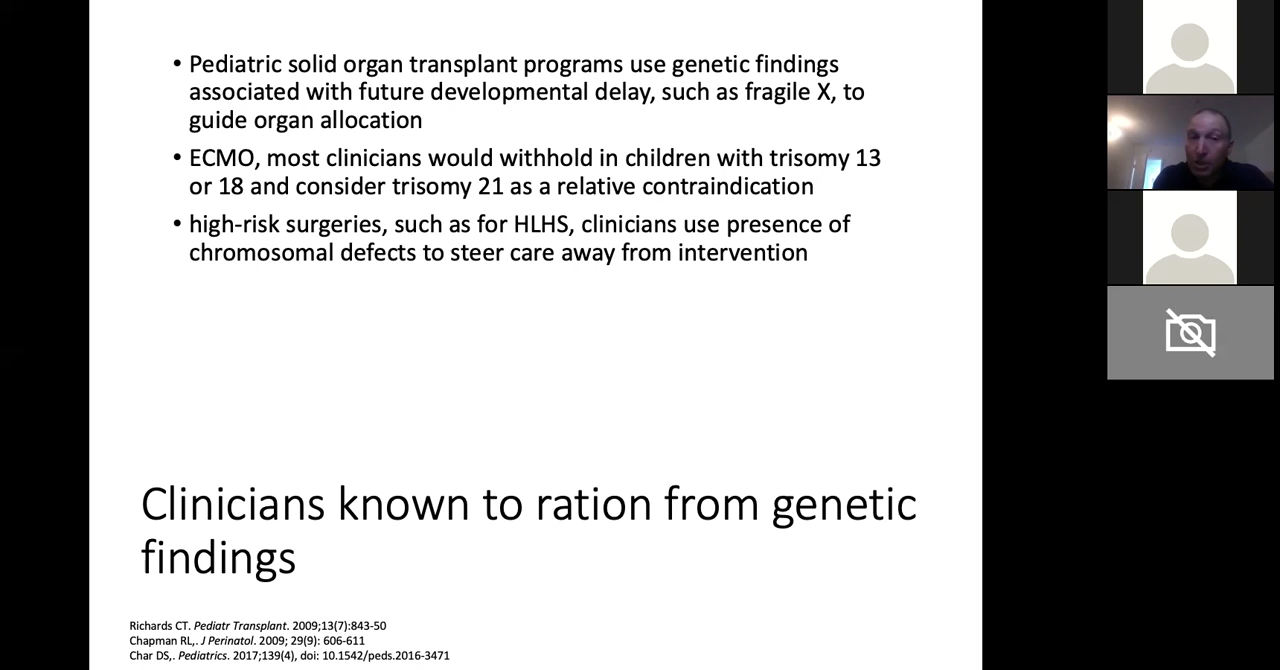 • Pediatric solid organ transplant programs use genetic findings
associated with future developmental delay, such as fragile X, to
guide organ allocation
• ECMO, most clinicians would withhold in children with trisomy 13
or 18 and consider trisomy 21 as a relative contraindication
• high-risk surgeries, such as for HLHS, clinicians use presence of
chromosomal defects to steer care away from intervention
Clinicians known to ration from genetic
findings
Richards CT. Pediatr Transplant. 2009;13(7):843-50
Chapman RL,. J Perinatol. 2009; 29(9): 606-611
Char DS,. Pediatrics. 2017;139(4), doi: 10.1542/peds.2016-3471